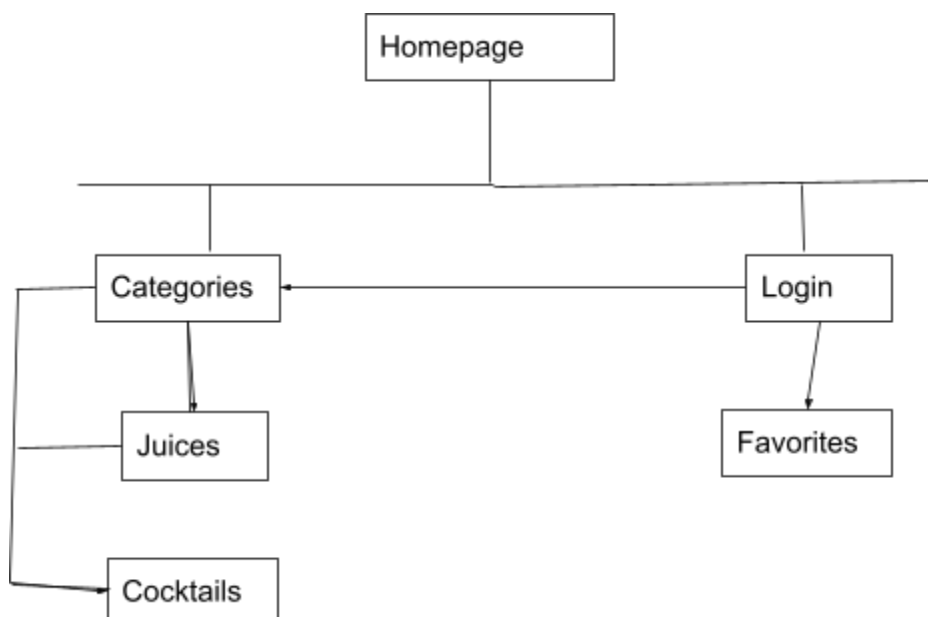 Homepage
Categories
Login
Juices
Favorites
Cocktails